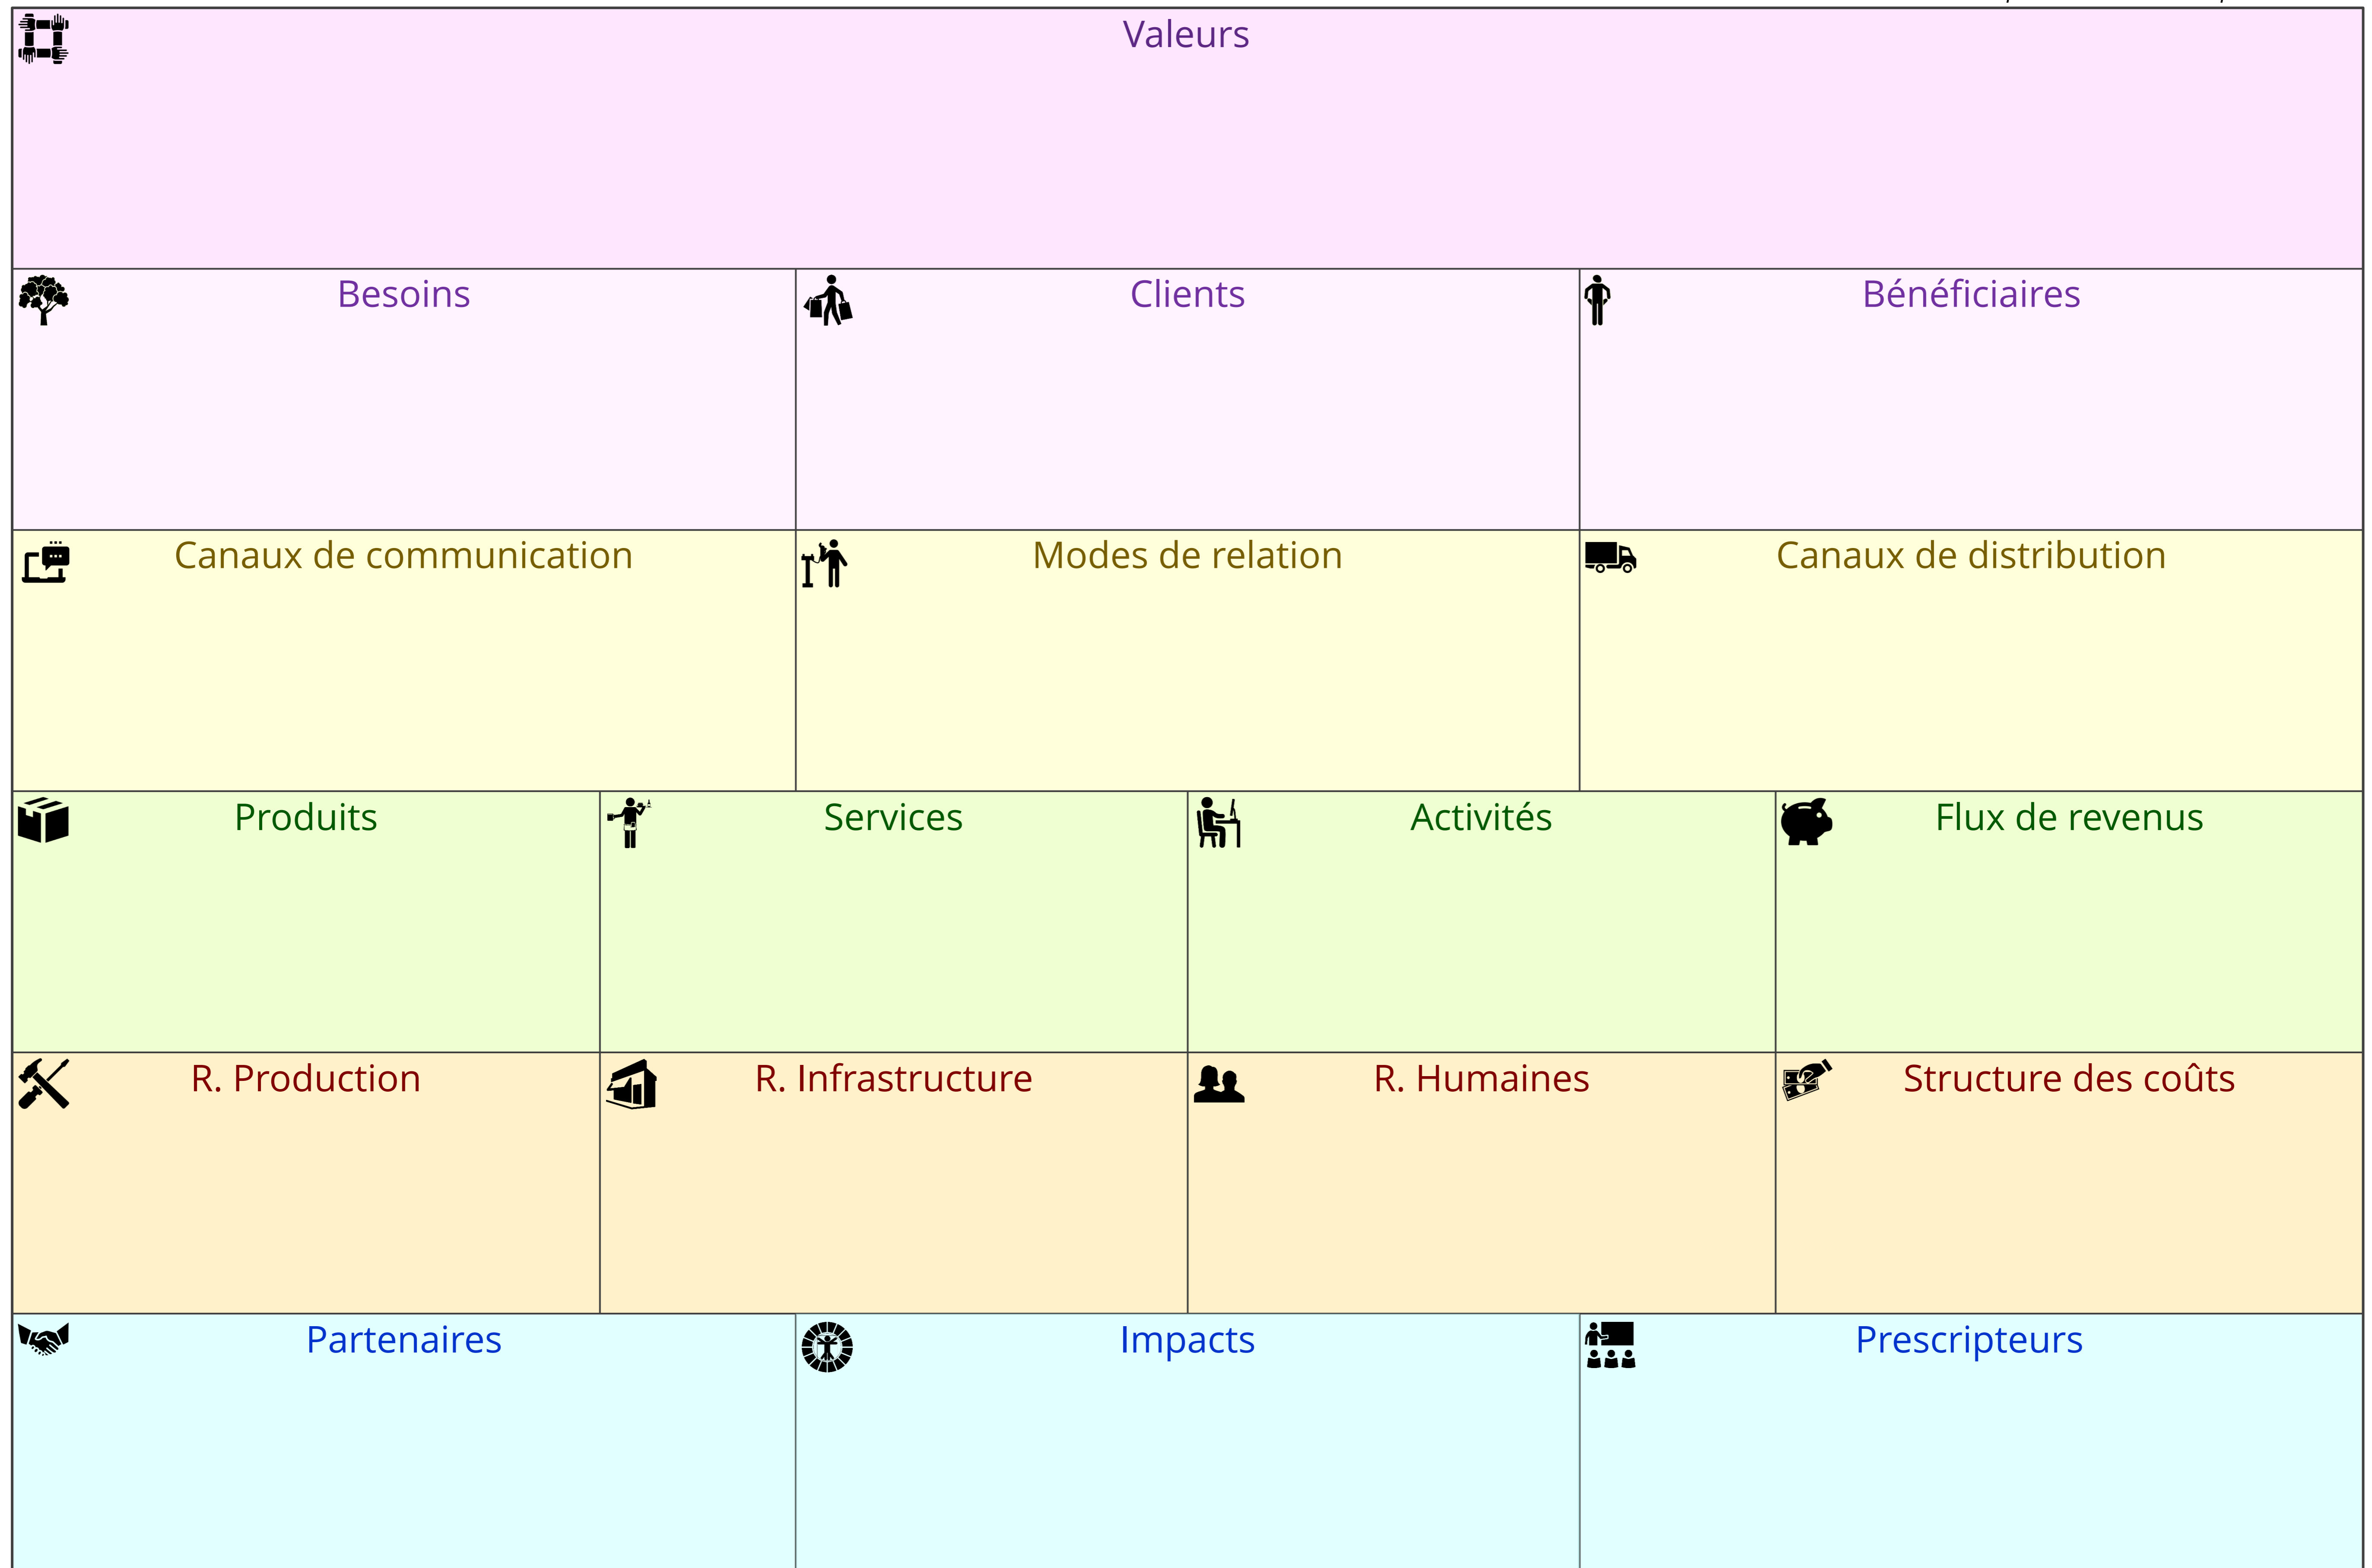 Valeurs
Besoins
Clients
Bénéficiaires
Canaux de communication
Modes de relation
Canaux de distribution
Produits
Services
Activités
Flux de revenus
R. Production
R. Infrastructure
R. Humaines
Structure des coûts
Partenaires
Impacts
Prescripteurs